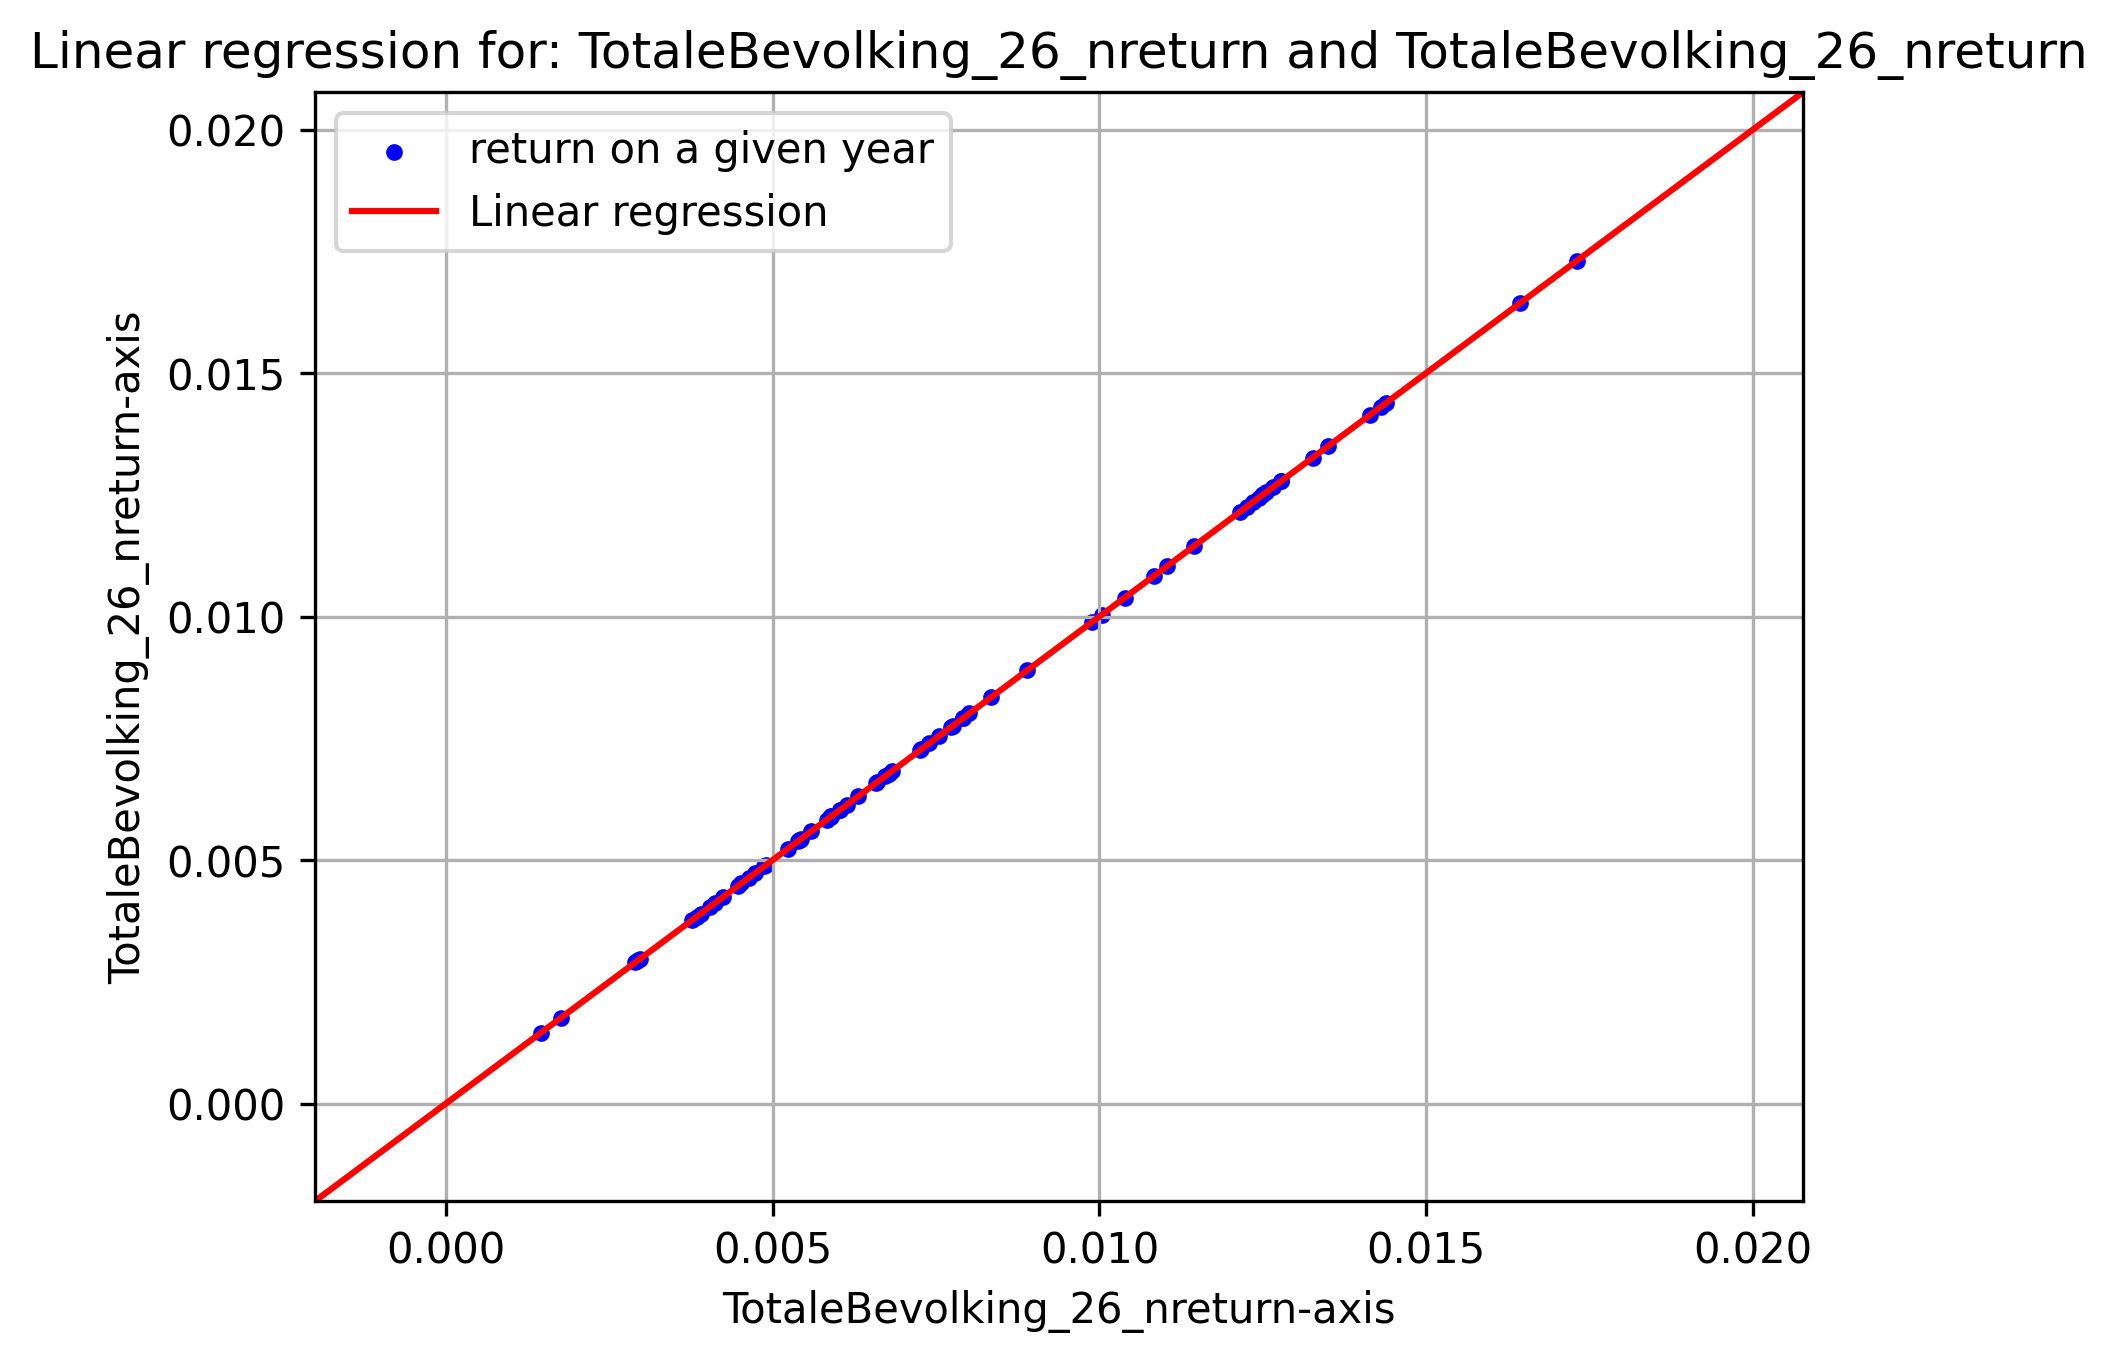 Linear regression for: TotaleBevolking_26_nreturn and TotaleBevolking_26_nreturn
return on a given year
Linear regression
TotaleBevolking_26_nreturn-axis
0.020
0.015
0.010
0.005
0.000
0.000 0.005 0.010 0.015 0.020
TotaleBevolking_26_nreturn-axis